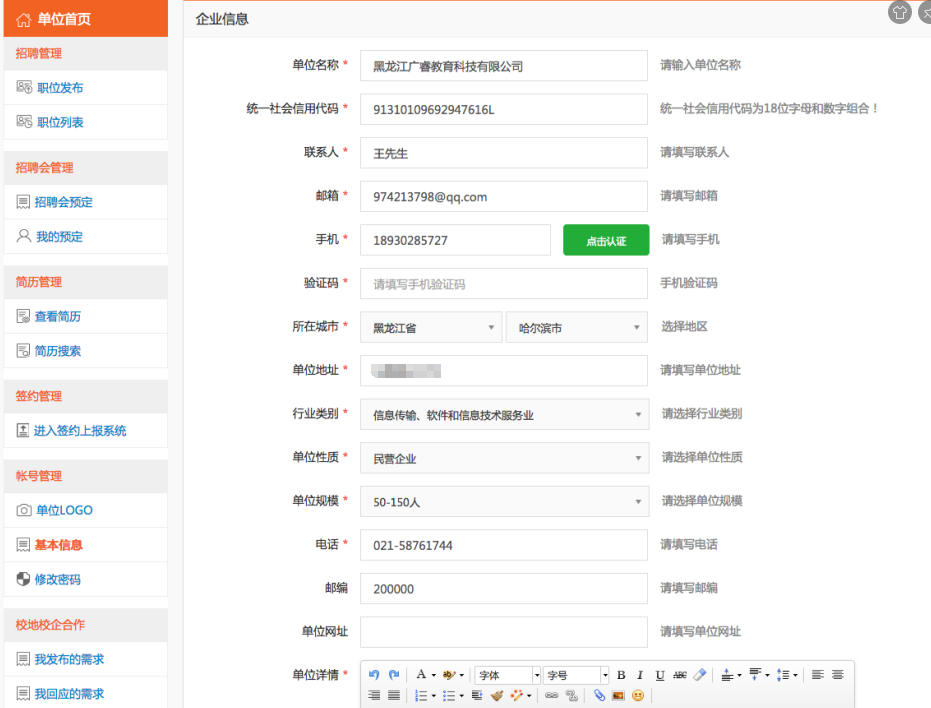 单位首页
招聘管理
职位发布
职位列表
招聘会管理
招聘会预定
我的预定
简历管理
查看简历
简历搜索
签约管理
进入签约上报系统
帐号管理
单位LOGO
基本信息
修改密码
校地校企合作
我发布的需求
我回应的需求
企业信息
单位名称 * 黑龙江广睿教育科技有限公司 请输入单位名称
统一社会信用代码 * 91310109692947616L 统一社会信用代码为18位字母和数字组合！
联系人 * 王先生 请填写联系人
邮箱 * 974213798@qq.com 请填写邮箱
手机 * 18930285727 点击认证 请填写手机
验证码 * 请填写手机验证码 手机验证码
所在城市 * 黑龙江省 哈尔滨市 选择地区
单位地址 * 请填写单位地址
行业类别 * 信息传输、软件和信息技术服务业 请选择行业类别
单位性质 * 民营企业 请选择单位性质
单位规模 * 50-150人 请选择单位规模
电话 * 021-58761744 请填写电话
邮编 200000 请填写邮编
单位网址 请填写单位网址
单位详情 * A ab 字体 字号 B I U ABC